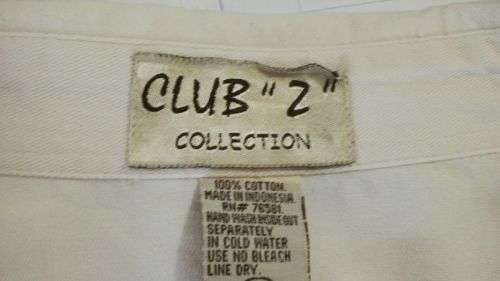 CLUB "Z"
COLLECTION
100% COTTON.
MADE IN INDONESIA.
RN# 76581.
HAND WASH INSIDE OUT
SEPARATELY
IN COLD WATER
USE NO BLEACH
LINE DRY.